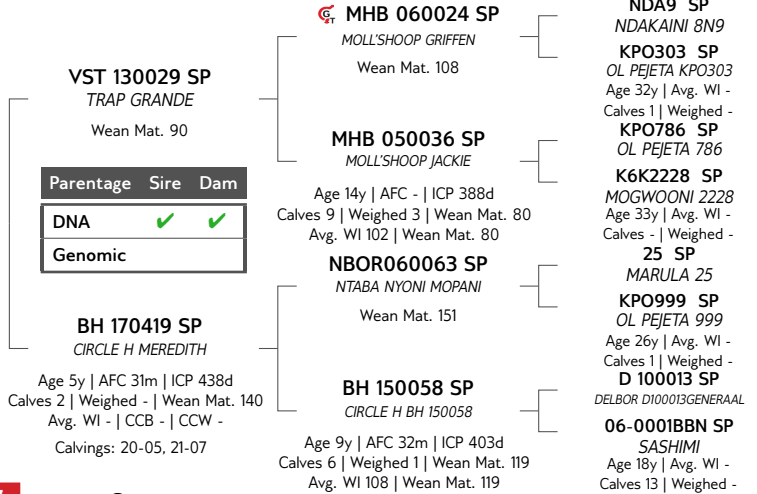 VST 130029 SP
TRAP GRANDE
Wean Mat. 90
Parentage Sire Dam
DNA ✔ ✔
Genomic
BH 170419 SP
CIRCLE H MEREDITH
Age 5y | AFC 31m | ICP 438d
Calves 2 | Weighed - | Wean Mat. 140
Avg. WI - | CCB - | CCW -
Calvings: 20-05, 21-07
MHB 060024 SP
MOLL'SHOOP GRIFFEN
Wean Mat. 108
MHB 050036 SP
MOLL'SHOOP JACKIE
Age 14y | AFC - | ICP 388d
Calves 9 | Weighed 3 | Wean Mat. 80
Avg. WI 102 | Wean Mat. 80
NBOR060063 SP
NTABA NYONI MOPANI
Wean Mat. 151
BH 150058 SP
CIRCLE H BH 150058
Age 9y | AFC 32m | ICP 403d
Calves 6 | Weighed 1 | Wean Mat. 119
Avg. WI 108 | Wean Mat. 119
NDA9 SP
NDAKAINI 8N9
KPO303 SP
OL PEJETA KPO303
Age 32y | Avg. WI -
Calves 1 | Weighed -
KPO786 SP
OL PEJETA 786
K6K2228 SP
MOGWOONI 2228
Age 33y | Avg. WI -
Calves - | Weighed -
25 SP
MARULA 25
KPO999 SP
OL PEJETA 999
Age 26y | Avg. WI -
Calves 1 | Weighed -
D 100013 SP
DELBOR D100013GENERAAL
06-0001BBN SP
SASHIMI
Age 18y | Avg. WI -
Calves 13 | Weighed -